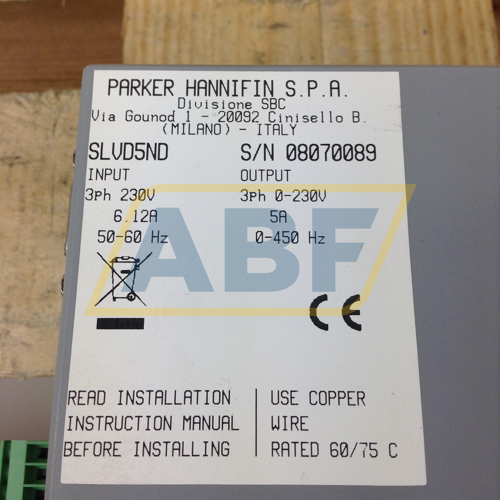 PARKER HANNIFIN S.P.A.
Divisione SBC
Via Gounod 1 - 20092 Cinisello B.
(MILANO) - ITALY
SLVD5ND S/N 08070089
INPUT OUTPUT
3Ph 230V 3Ph 0-230V
6.12A 5A
50-60 Hz 0-450 Hz
ABF
CE
READ INSTALLATION USE COPPER
INSTRUCTION MANUAL WIRE
BEFORE INSTALLING RATED 60/75 C